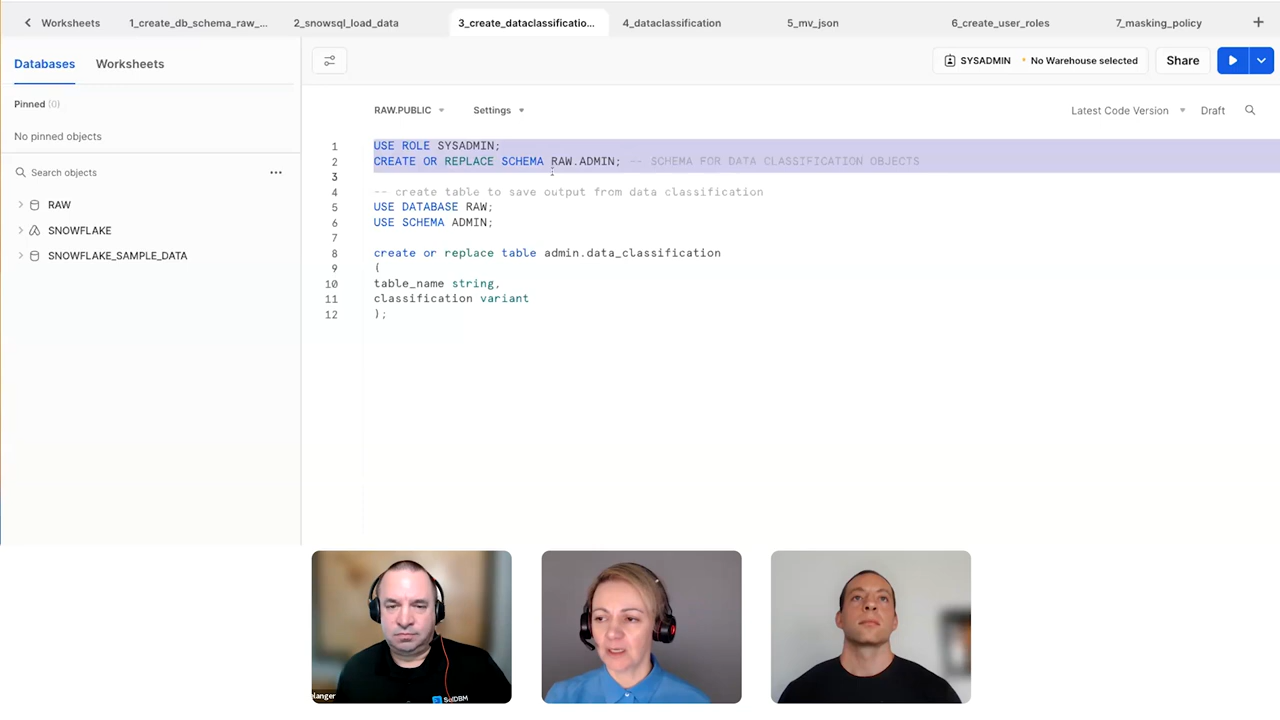 Worksheets 1_create_db_schema_raw_... 2_snowsql_load_data 3_create_dataclassificatio... 4_dataclassification 5_mv_json 6_create_user_roles 7_masking_policy
Databases Worksheets
SYSADMIN No Warehouse selected Share
Pinned (0)
No pinned objects
Search objects
RAW
SNOWFLAKE
SNOWFLAKE_SAMPLE_DATA
RAW.PUBLIC Settings Latest Code Version Draft
1 USE ROLE SYSADMIN;
2 CREATE OR REPLACE SCHEMA RAW.ADMIN; -- SCHEMA FOR DATA CLASSIFICATION OBJECTS
3
4 -- create table to save output from data classification
5 USE DATABASE RAW;
6 USE SCHEMA ADMIN;
7
8 create or replace table admin.data_classification
9 (
10 table_name string,
11 classification variant
12 );
elanger
SqlDBM